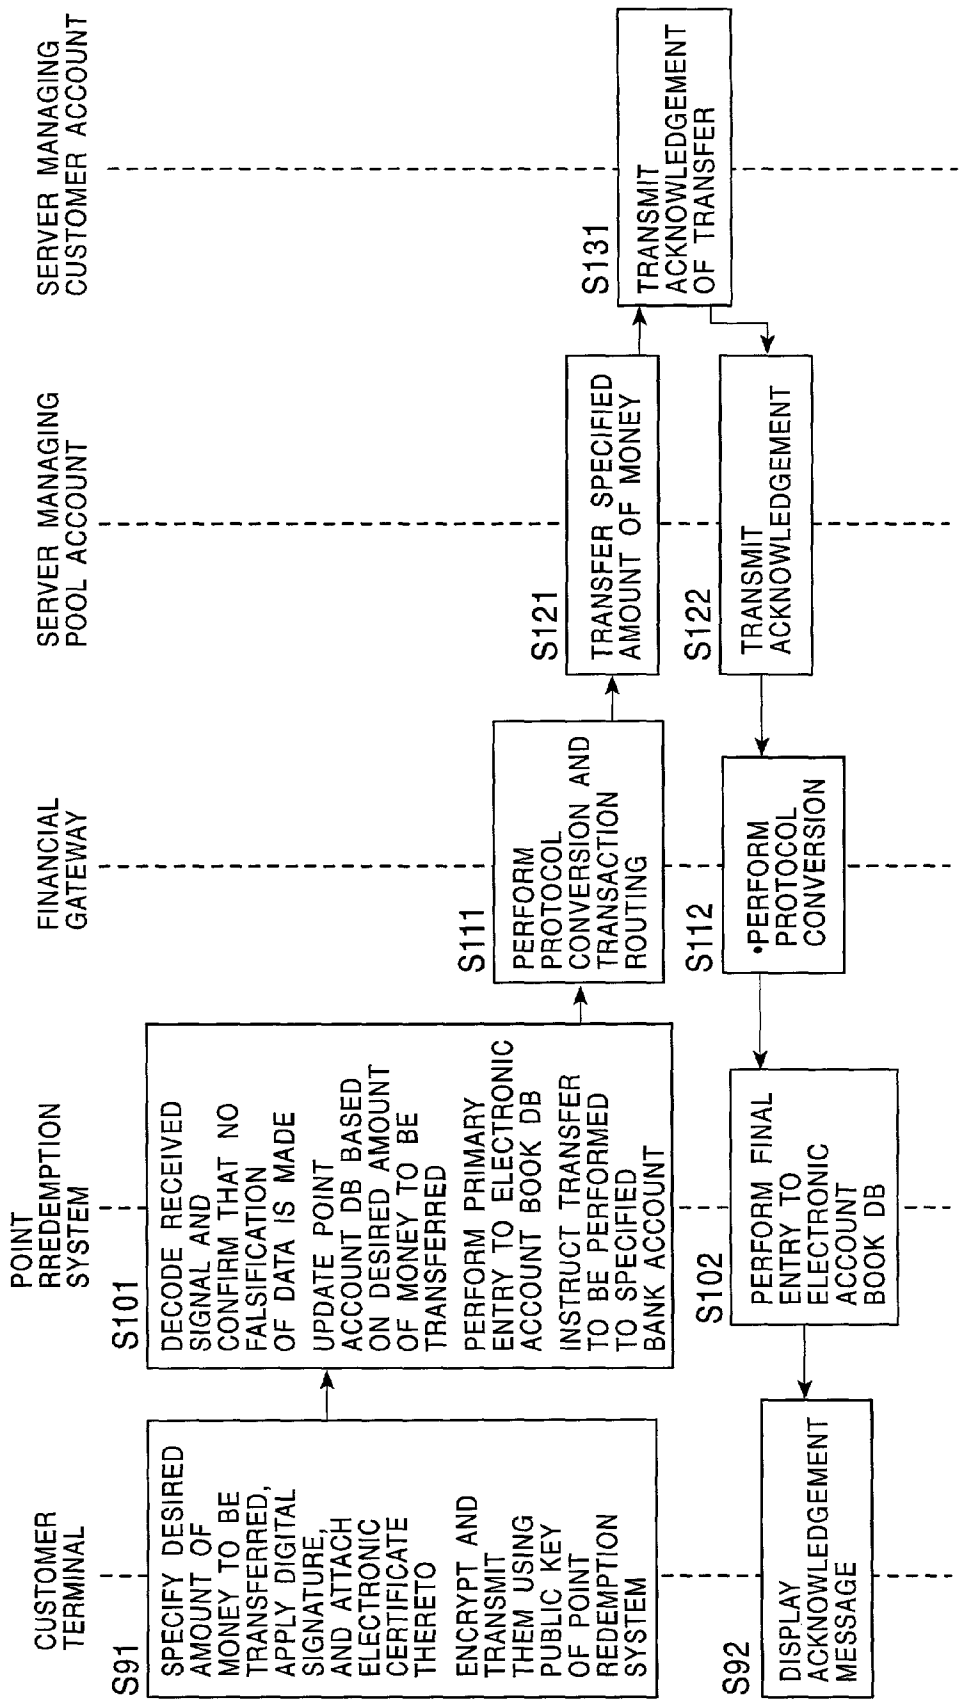 CUSTOMER
TERMINAL
POINT
RREDEMPTION
SYSTEM
FINANCIAL
GATEWAY
SERVER MANAGING
POOL ACCOUNT
SERVER MANAGING
CUSTOMER ACCOUNT
S91
SPECIFY DESIRED
AMOUNT OF
MONEY TO BE
TRANSFERRED,
APPLY DIGITAL
SIGNATURE,
AND ATTACH
ELECTRONIC
CERTIFICATE
THERETO
ENCRYPT AND
TRANSMIT
THEM USING
PUBLIC KEY
OF POINT
REDEMPTION
SYSTEM
S101
DECODE RECEIVED
SIGNAL AND
CONFIRM THAT NO
FALSIFICATION
OF DATA IS MADE
UPDATE POINT
ACCOUNT DB BASED
ON DESIRED AMOUNT
OF MONEY TO BE
TRANSFERRED
PERFORM PRIMARY
ENTRY TO ELECTRONIC
ACCOUNT BOOK DB
INSTRUCT TRANSFER
TO BE PERFORMED
TO SPECIFIED
BANK ACCOUNT
S111
PERFORM
PROTOCOL
CONVERSION AND
TRANSACTION
ROUTING
S121
TRANSFER SPECIFIED
AMOUNT OF MONEY
S131
TRANSMIT
ACKNOWLEDGEMENT
OF TRANSFER
S122
TRANSMIT
ACKNOWLEDGEMENT
S112
•PERFORM
PROTOCOL
CONVERSION
S102
PERFORM FINAL
ENTRY TO
ELECTRONIC
ACCOUNT
BOOK DB
S92
DISPLAY
ACKNOWLEDGEMENT
MESSAGE